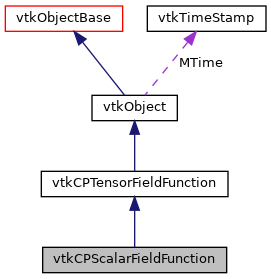 vtkObjectBase
vtkTimeStamp
MTime
vtkObject
vtkCPTensorFieldFunction
vtkCPScalarFieldFunction